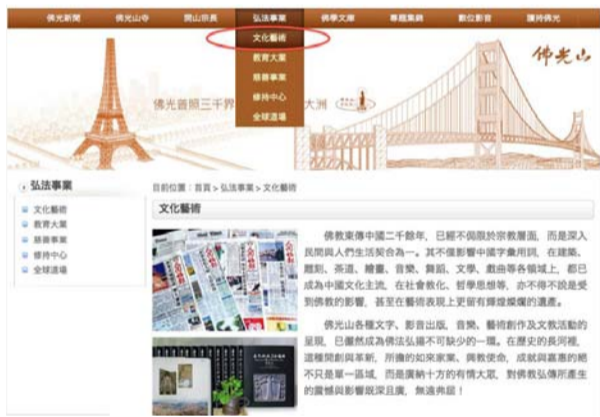 佛光新聞 佛光山寺 開山宗長 弘法事業 佛學文庫 專題集錦 數位影音 護持佛光
文化藝術
教育大業
慈善事業
修持中心
全球道場
佛光山
佛光普照三千界
大洲
弘法事業
文化藝術
教育大業
慈善事業
修持中心
全球道場
目前位置：首頁 > 弘法事業 > 文化藝術
文化藝術
佛教東傳中國二千餘年，已經不侷限於宗教層面，而是深入
民間與人們生活契合為一。其不僅影響中國字彙用詞，在建築、
雕刻、茶道、繪畫、音樂、舞蹈、文學、戲曲等各領域上，都已
成為中國文化主流，在社會教化、哲學思想等，亦不得不說是受
到佛教的影響，甚至在藝術表現上更留有輝煌燦爛的遺產。
佛光山各種文字、影音出版，音樂、藝術創作及文教活動的
呈現，已儼然成為佛法弘揚不可缺少的一環。在歷史的長河裡，
這種開創與革新，所擔的如來家業、興教使命，成就與嘉惠的絕
不只是單一區域，而是廣納十方的有情大眾，對佛教弘傳所產生
的震憾與影響既深且廣，無遠弗屆！